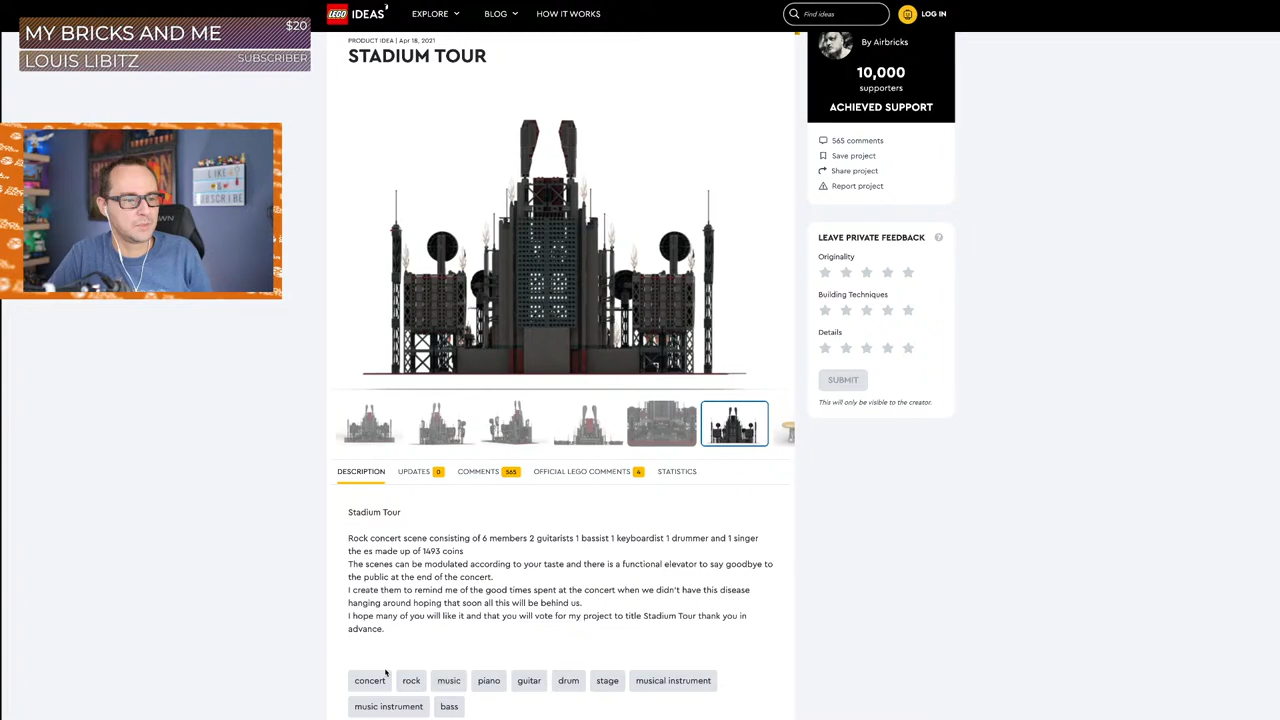 MY BRICKS AND ME
$20
LOUIS LIBITZ
SUBSCRIBER
LEGO
IDEAS
EXPLORE
BLOG
HOW IT WORKS
Find ideas
LOG IN
PRODUCT IDEA | Apr 18, 2021
STADIUM TOUR
By Airbricks
10,000
supporters
ACHIEVED SUPPORT
565 comments
Save project
Share project
Report project
LEAVE PRIVATE FEEDBACK ?
Originality
Building Techniques
Details
SUBMIT
This will only be visible to the creator.
LIKE
SUBSCRIBE
DESCRIPTION
UPDATES 0
COMMENTS 565
OFFICIAL LEGO COMMENTS 4
STATISTICS
Stadium Tour
Rock concert scene consisting of 6 members 2 guitarists 1 bassist 1 keyboardist 1 drummer and 1 singer
the es made up of 1493 coins
The scenes can be modulated according to your taste and there is a functional elevator to say goodbye to
the public at the end of the concert.
I create them to remind me of the good times spent at the concert when we didn't have this disease
hanging around hoping that soon all this will be behind us.
I hope many of you will like it and that you will vote for my project to title Stadium Tour thank you in
advance.
concert
rock
music
piano
guitar
drum
stage
musical instrument
music instrument
bass